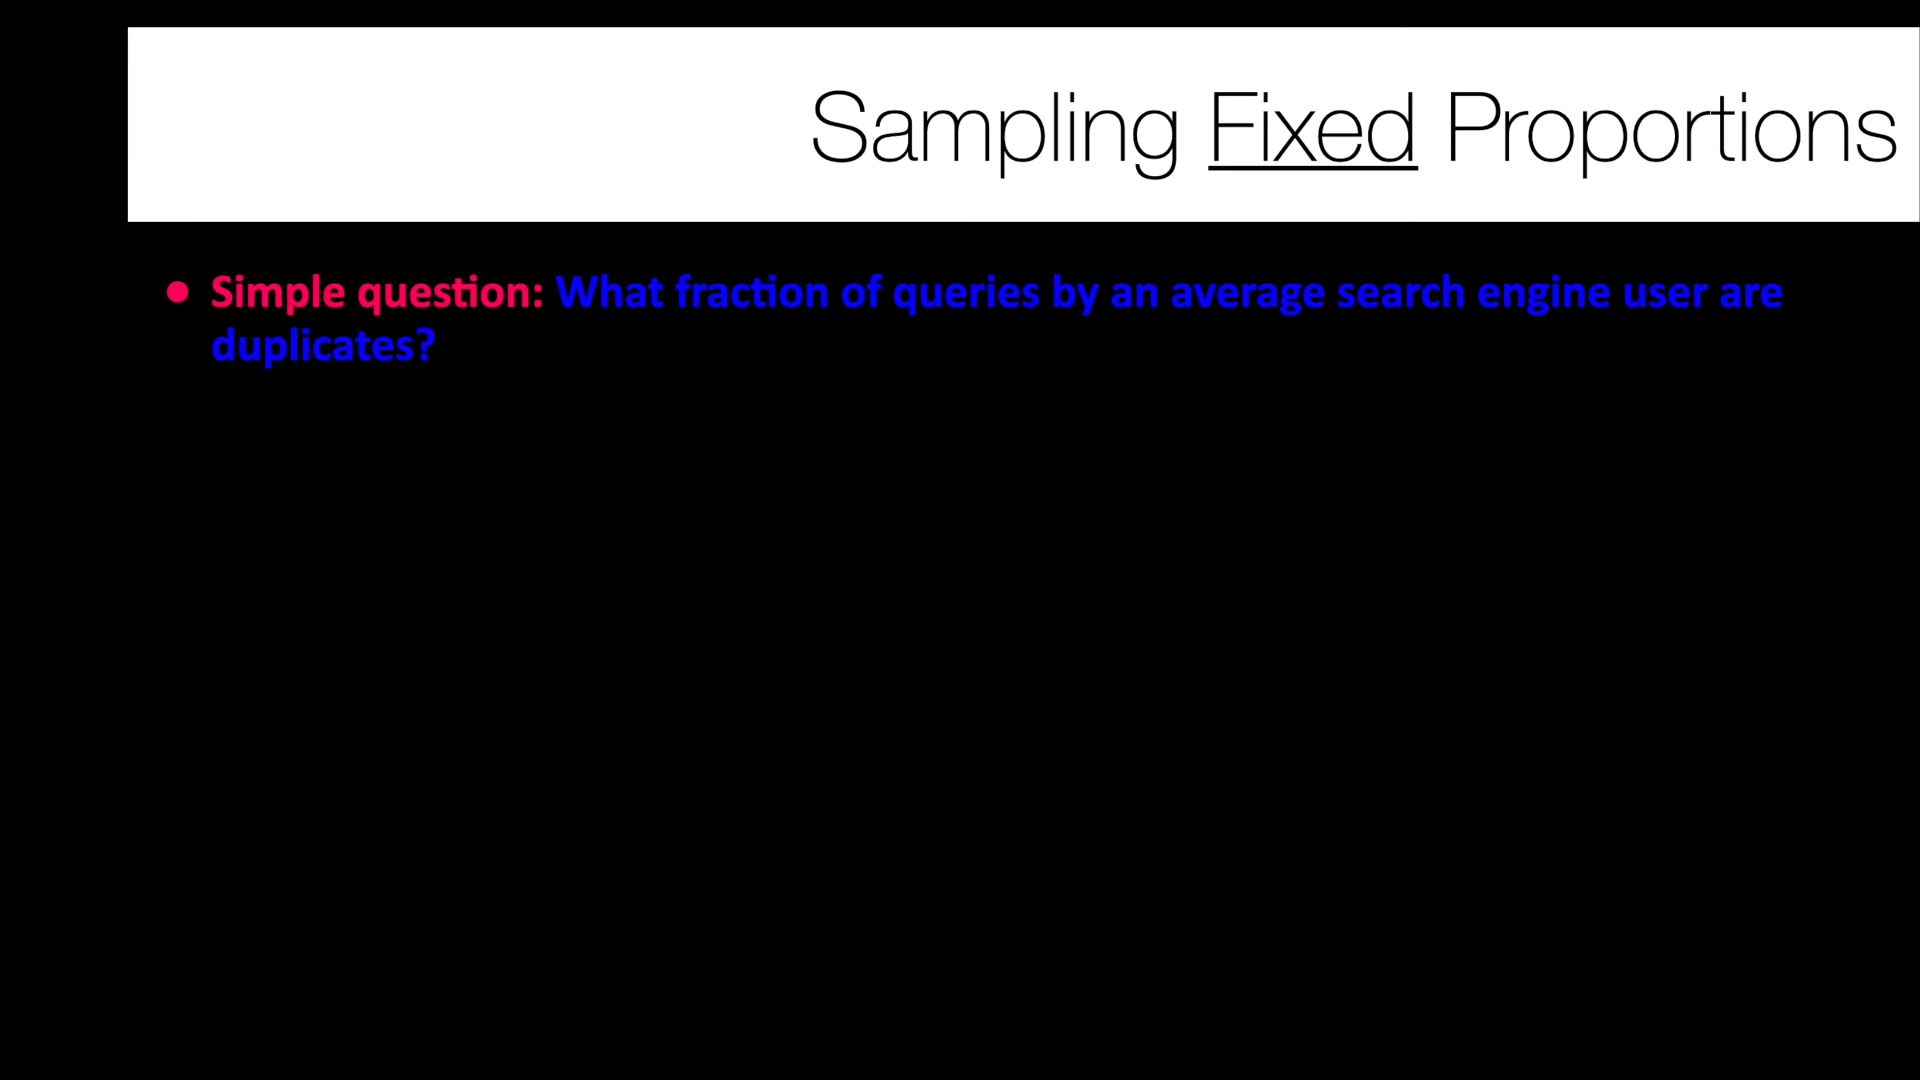 Sampling Fixed Proportions
• Simple question: What fraction of queries by an average search engine user are
duplicates?